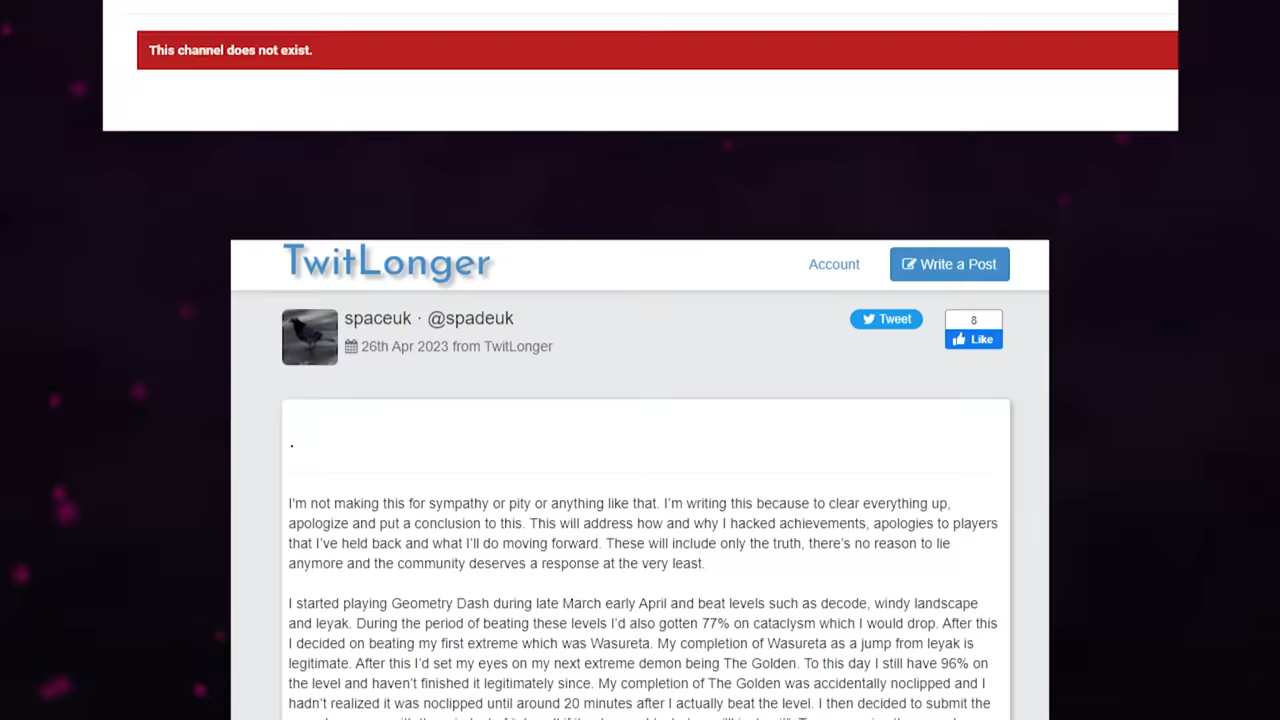 This channel does not exist.
TwitLonger
Account
Write a Post
spaceuk · @spadeuk
Tweet
8
Like
26th Apr 2023 from TwitLonger
.
I'm not making this for sympathy or pity or anything like that. I'm writing this because to clear everything up,
apologize and put a conclusion to this. This will address how and why I hacked achievements, apologies to players
that I've held back and what I'll do moving forward. These will include only the truth, there's no reason to lie
anymore and the community deserves a response at the very least.
I started playing Geometry Dash during late March early April and beat levels such as decode, windy landscape
and leyak. During the period of beating these levels I'd also gotten 77% on cataclysm which I would drop. After this
I decided on beating my first extreme which was Wasureta. My completion of Wasureta as a jump from leyak is
legitimate. After this I'd set my eyes on my next extreme demon being The Golden. To this day I still have 96% on
the level and haven't finished it legitimately since. My completion of The Golden was accidentally noclipped and I
hadn't realized it was noclipped until around 20 minutes after I actually beat the level. I then decided to submit the